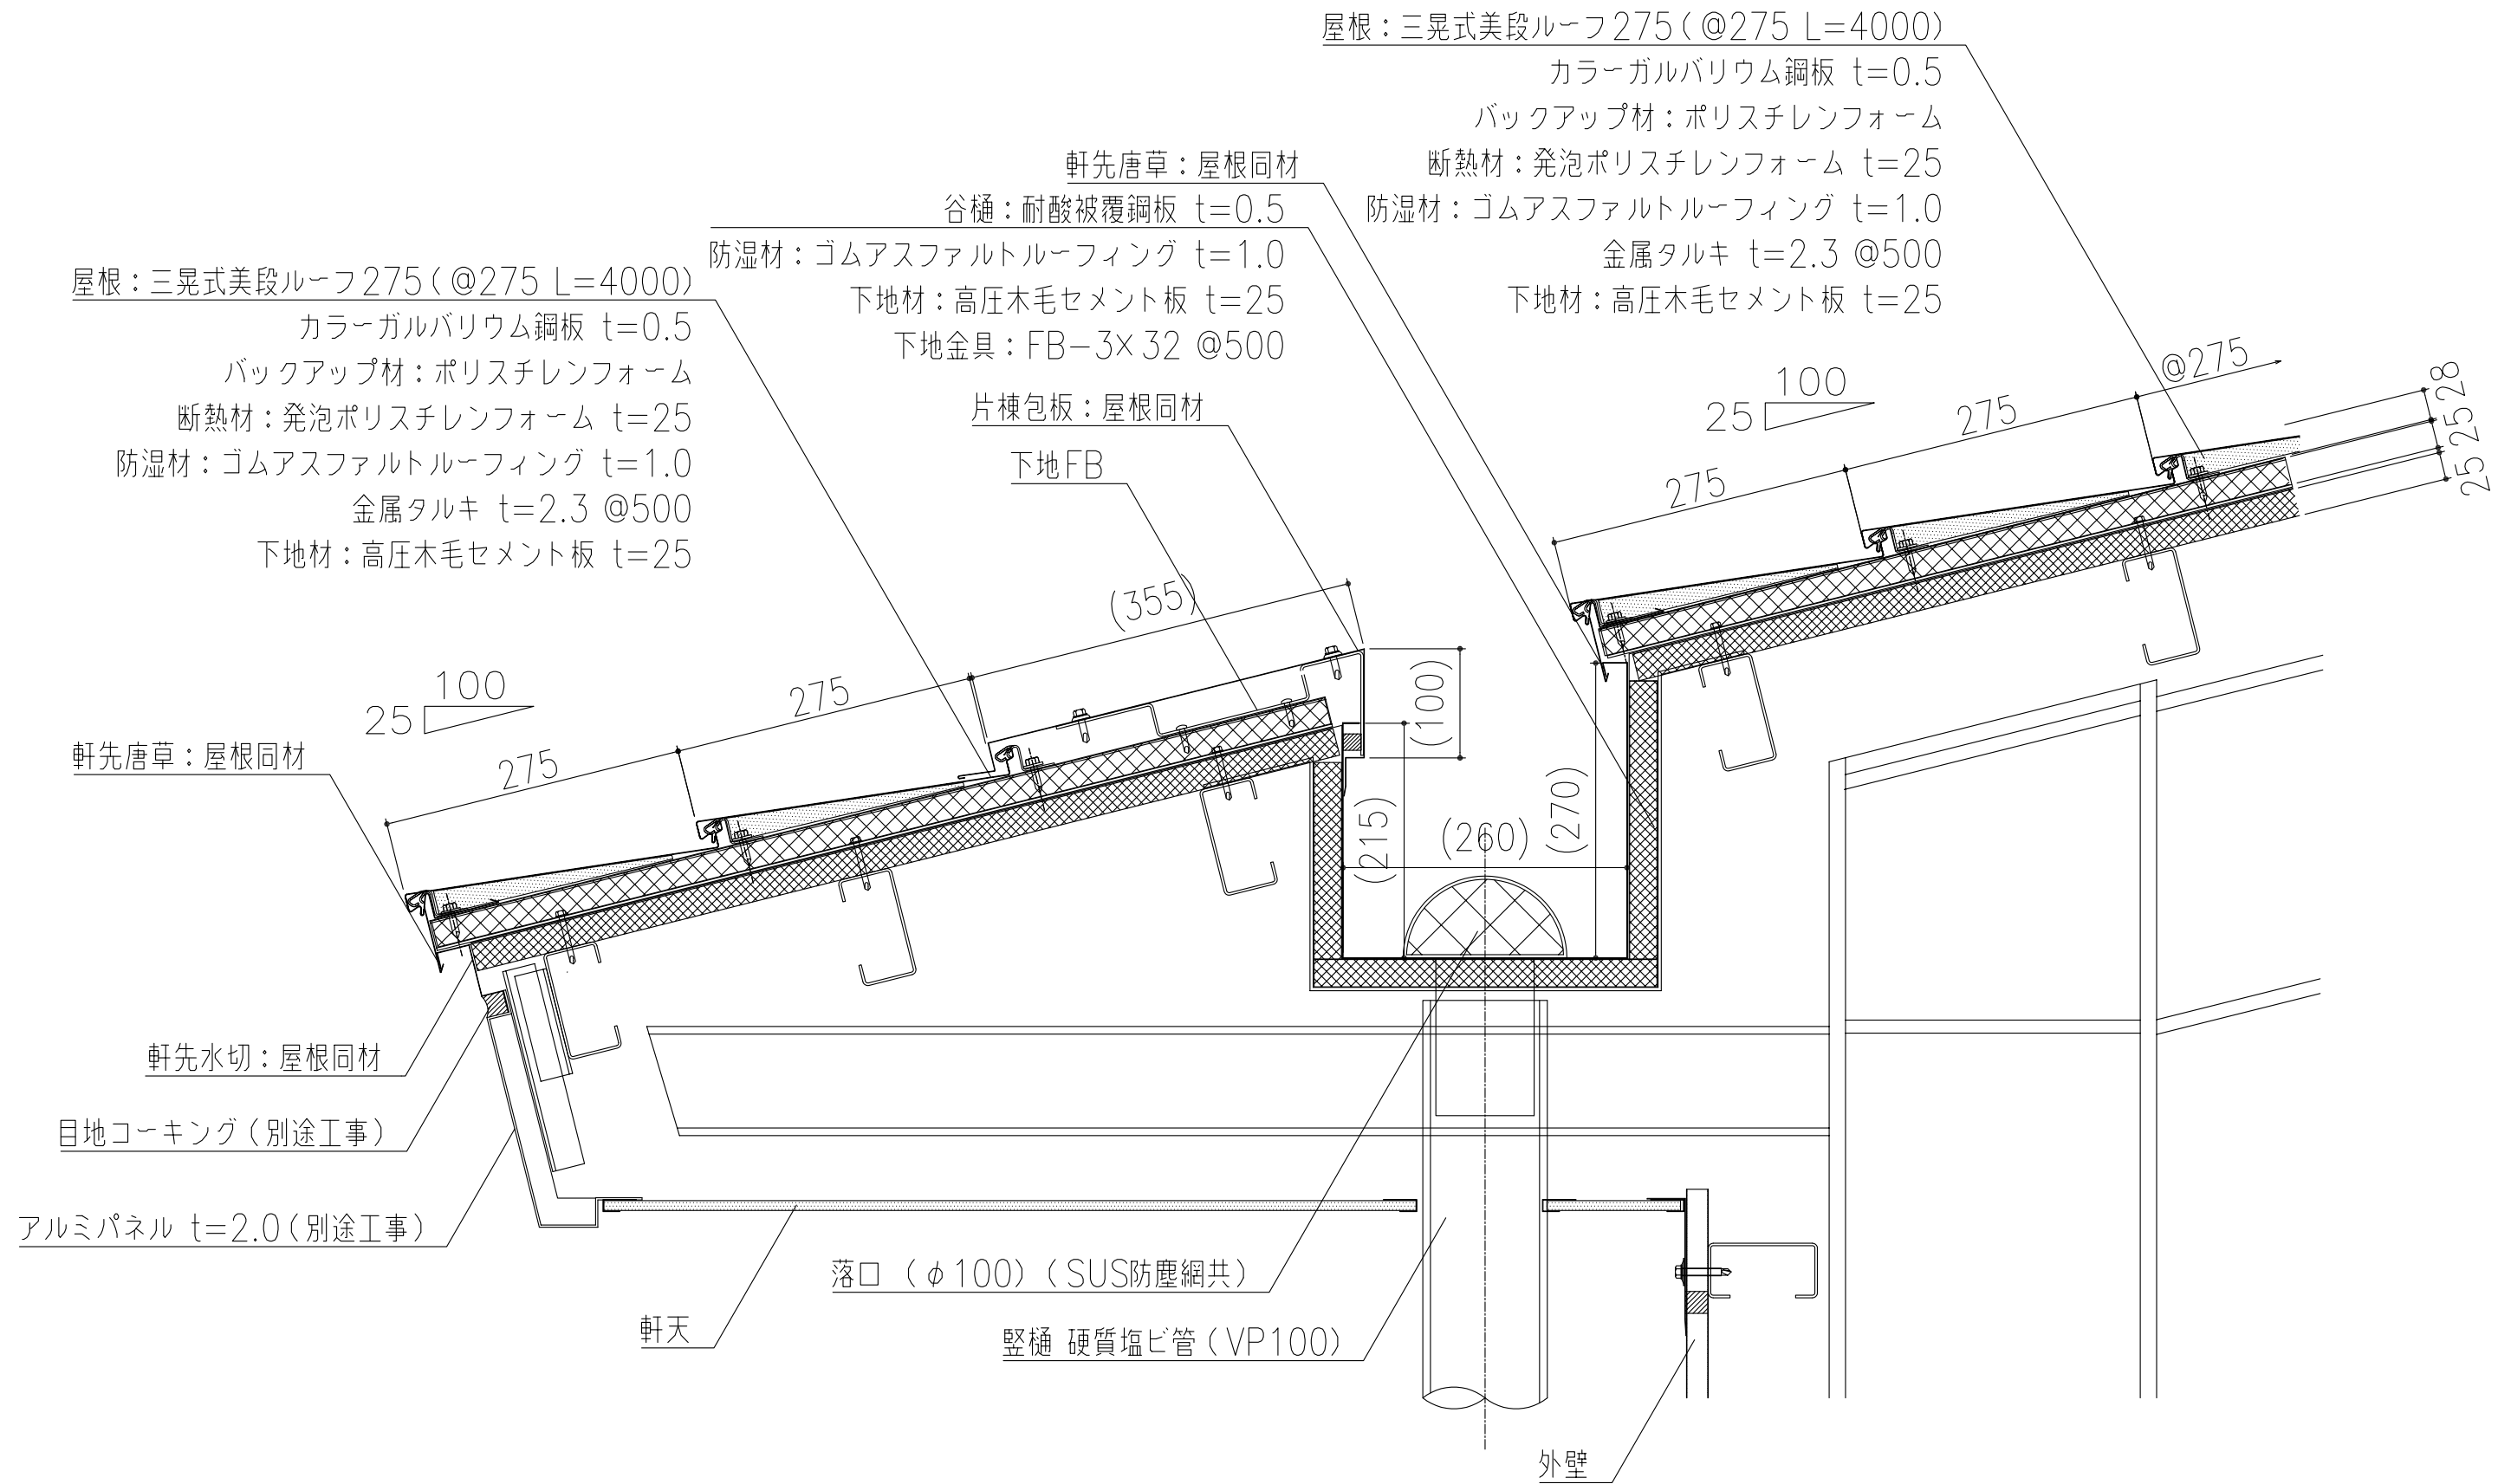 屋根：三晃式美段ルーフ275(@275 L=4000)
カラーガルバリウム鋼板 t=0.5
バックアップ材：ポリスチレンフォーム
断熱材：発泡ポリスチレンフォーム t=25
防湿材：ゴムアスファルトルーフィング t=1.0
金属タルキ t=2.3 @500
下地材：高圧木毛セメント板 t=25
軒先唐草：屋根同材
谷樋：耐酸被覆鋼板 t=0.5
防湿材：ゴムアスファルトルーフィング t=1.0
下地材：高圧木毛セメント板 t=25
下地金具：FB-3×32 @500
片棟包板：屋根同材
下地FB
屋根：三晃式美段ルーフ275(@275 L=4000)
カラーガルバリウム鋼板 t=0.5
バックアップ材：ポリスチレンフォーム
断熱材：発泡ポリスチレンフォーム t=25
防湿材：ゴムアスファルトルーフィング t=1.0
金属タルキ t=2.3 @500
下地材：高圧木毛セメント板 t=25
100
25
275
275
@275
28
25
25
100
25
275
275
(355)
(100)
(215)
(260)
(270)
軒先唐草：屋根同材
軒先水切：屋根同材
目地コーキング(別途工事)
アルミパネル t=2.0(別途工事)
軒天
落口 (φ100) (SUS防塵網共)
竪樋 硬質塩ビ管(VP100)
外壁